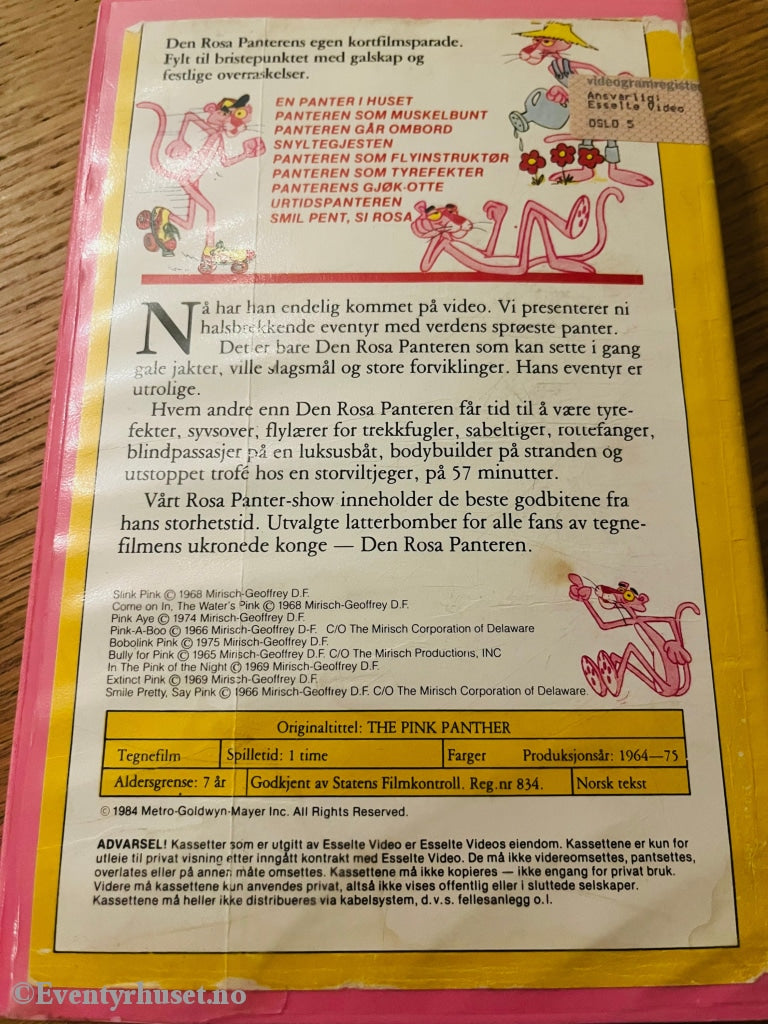 Den Rosa Panterens egen kortfilmsparade.
Fylt til bristepunktet med galskap og
festlige overraskelser.
videogramregiste
Ansvarlig:
Esselte Video
OSLO 5
EN PANTER I HUSET
PANTEREN SOM MUSKELBUNT
PANTEREN GÅR OMBORD
SNYLTEGJESTEN
PANTEREN SOM FLYINSTRUKTØR
PANTEREN SOM TYREFEKTER
PANTERENS GJØK-OTTE
URTIDSPANTEREN
SMIL PENT, SI ROSA
Nå har han endelig kommet på video. Vi presenterer ni
halsbrekkende eventyr med verdens sprøeste panter.
Det er bare Den Rosa Panteren som kan sette i gang
gale jakter, ville slagsmål og store forviklinger. Hans eventyr er
utrolige.
Hvem andre enn Den Rosa Panteren får tid til å være tyre-
fekter, syvsover, flylærer for trekkfugler, sabeltiger, rottefanger,
blindpassasjer på en luksusbåt, bodybuilder på stranden og
utstoppet trofé hos en storviltjeger, på 57 minutter.
Vårt Rosa Panter-show inneholder de beste godbitene fra
hans storhetstid. Utvalgte latterbomber for alle fans av tegne-
filmens ukronede konge — Den Rosa Panteren.
Slink Pink © 1968 Mirisch-Geoffrey D.F.
Come on In, The Water's Pink © 1968 Mirisch-Geoffrey D.F.
Pink Aye © 1974 Mirisch-Geoffrey D.F.
Pink-A-Boo © 1966 Mirisch-Geoffrey D-F. C/O The Mirisch Corporation of Delaware
Bobolink Pink © 1975 Mirisch-Geoffrey D.F.
Bully for Pink © 1965 Mirisch-Geoffrey D.F. C/O The Mirisch Productions, INC
In The Pink of the Night © 1969 Mirisch-Geoffrey D.F.
Extinct Pink © 1969 Mirisch-Geoffrey D.F.
Smile Pretty, Say Pink © 1966 Mirisch-Geoffrey D.F. C/O The Mirisch Corporation of Delaware.
Originaltittel: THE PINK PANTHER
Tegnefilm Spilletid: 1 time Farger Produksjonsår: 1964—75
Aldersgrense: 7 år Godkjent av Statens Filmkontroll. Reg.nr 834. Norsk tekst
© 1984 Metro-Goldwyn-Mayer Inc. All Rights Reserved.
ADVARSEL! Kassetter som er utgitt av Esselte Video er Esselte Videos eiendom. Kassettene er kun for
utleie til privat visning etter inngått kontrakt med Esselte Video. De må ikke videreomsettes, pantsettes,
overlates eller på annen måte omsettes. Kassettene må ikke kopieres — ikke engang for privat bruk.
Videre må kassettene kun anvendes privat, altså ikke vises offentlig eller i sluttede selskaper.
Kassettene må heller ikke distribueres via kabelsystem, d.v.s. fellesanlegg o.l.
©Eventyrhuset.no